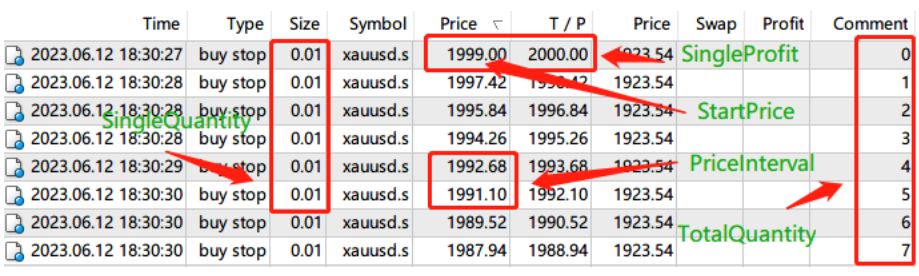 Time Type Size Symbol Price T / P Price Swap Profit Comment
2023.06.12 18:30:27 buy stop 0.01 xauusd.s 1999.00 2000.00 1923.54 SingleProfit 0
2023.06.12 18:30:28 buy stop 0.01 xauusd.s 1997.42 1998.42 1923.54 1
2023.06.12 18:30:28 buy stop 0.01 xauusd.s 1995.84 1996.84 1923.54 StartPrice 2
SingleQuantity
2023.06.12 18:30:28 buy stop 0.01 xauusd.s 1994.26 1995.26 1923.54 3
2023.06.12 18:30:29 buy stop 0.01 xauusd.s 1992.68 1993.68 1923.54 PriceInterval 4
2023.06.12 18:30:30 buy stop 0.01 xauusd.s 1991.10 1992.10 1923.54 5
2023.06.12 18:30:30 buy stop 0.01 xauusd.s 1989.52 1990.52 1923.54 TotalQuantity 6
2023.06.12 18:30:30 buy stop 0.01 xauusd.s 1987.94 1988.94 1923.54 7